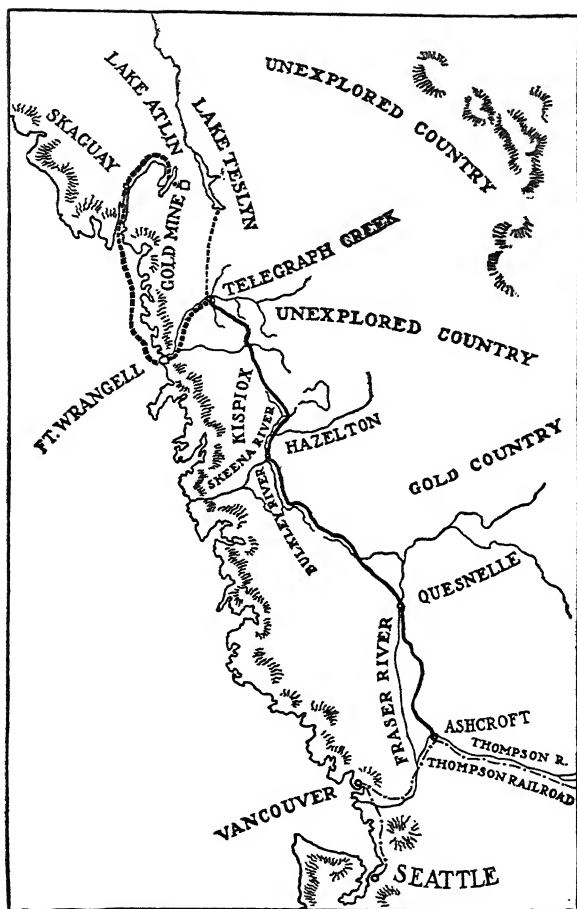 UNEXPLORED COUNTRY
LAKE ATLIN
LAKE TESLYN
SKAGUAY
GOLD MINE
TELEGRAPH CREEK
UNEXPLORED COUNTRY
FT. WRANGELL
KISPIOX
SKEENA RIVER
HAZELTON
GOLD COUNTRY
BULKLEY RIVER
QUESNELLE
FRASER RIVER
ASHCROFT
THOMPSON R.
THOMPSON RAILROAD
VANCOUVER
SEATTLE